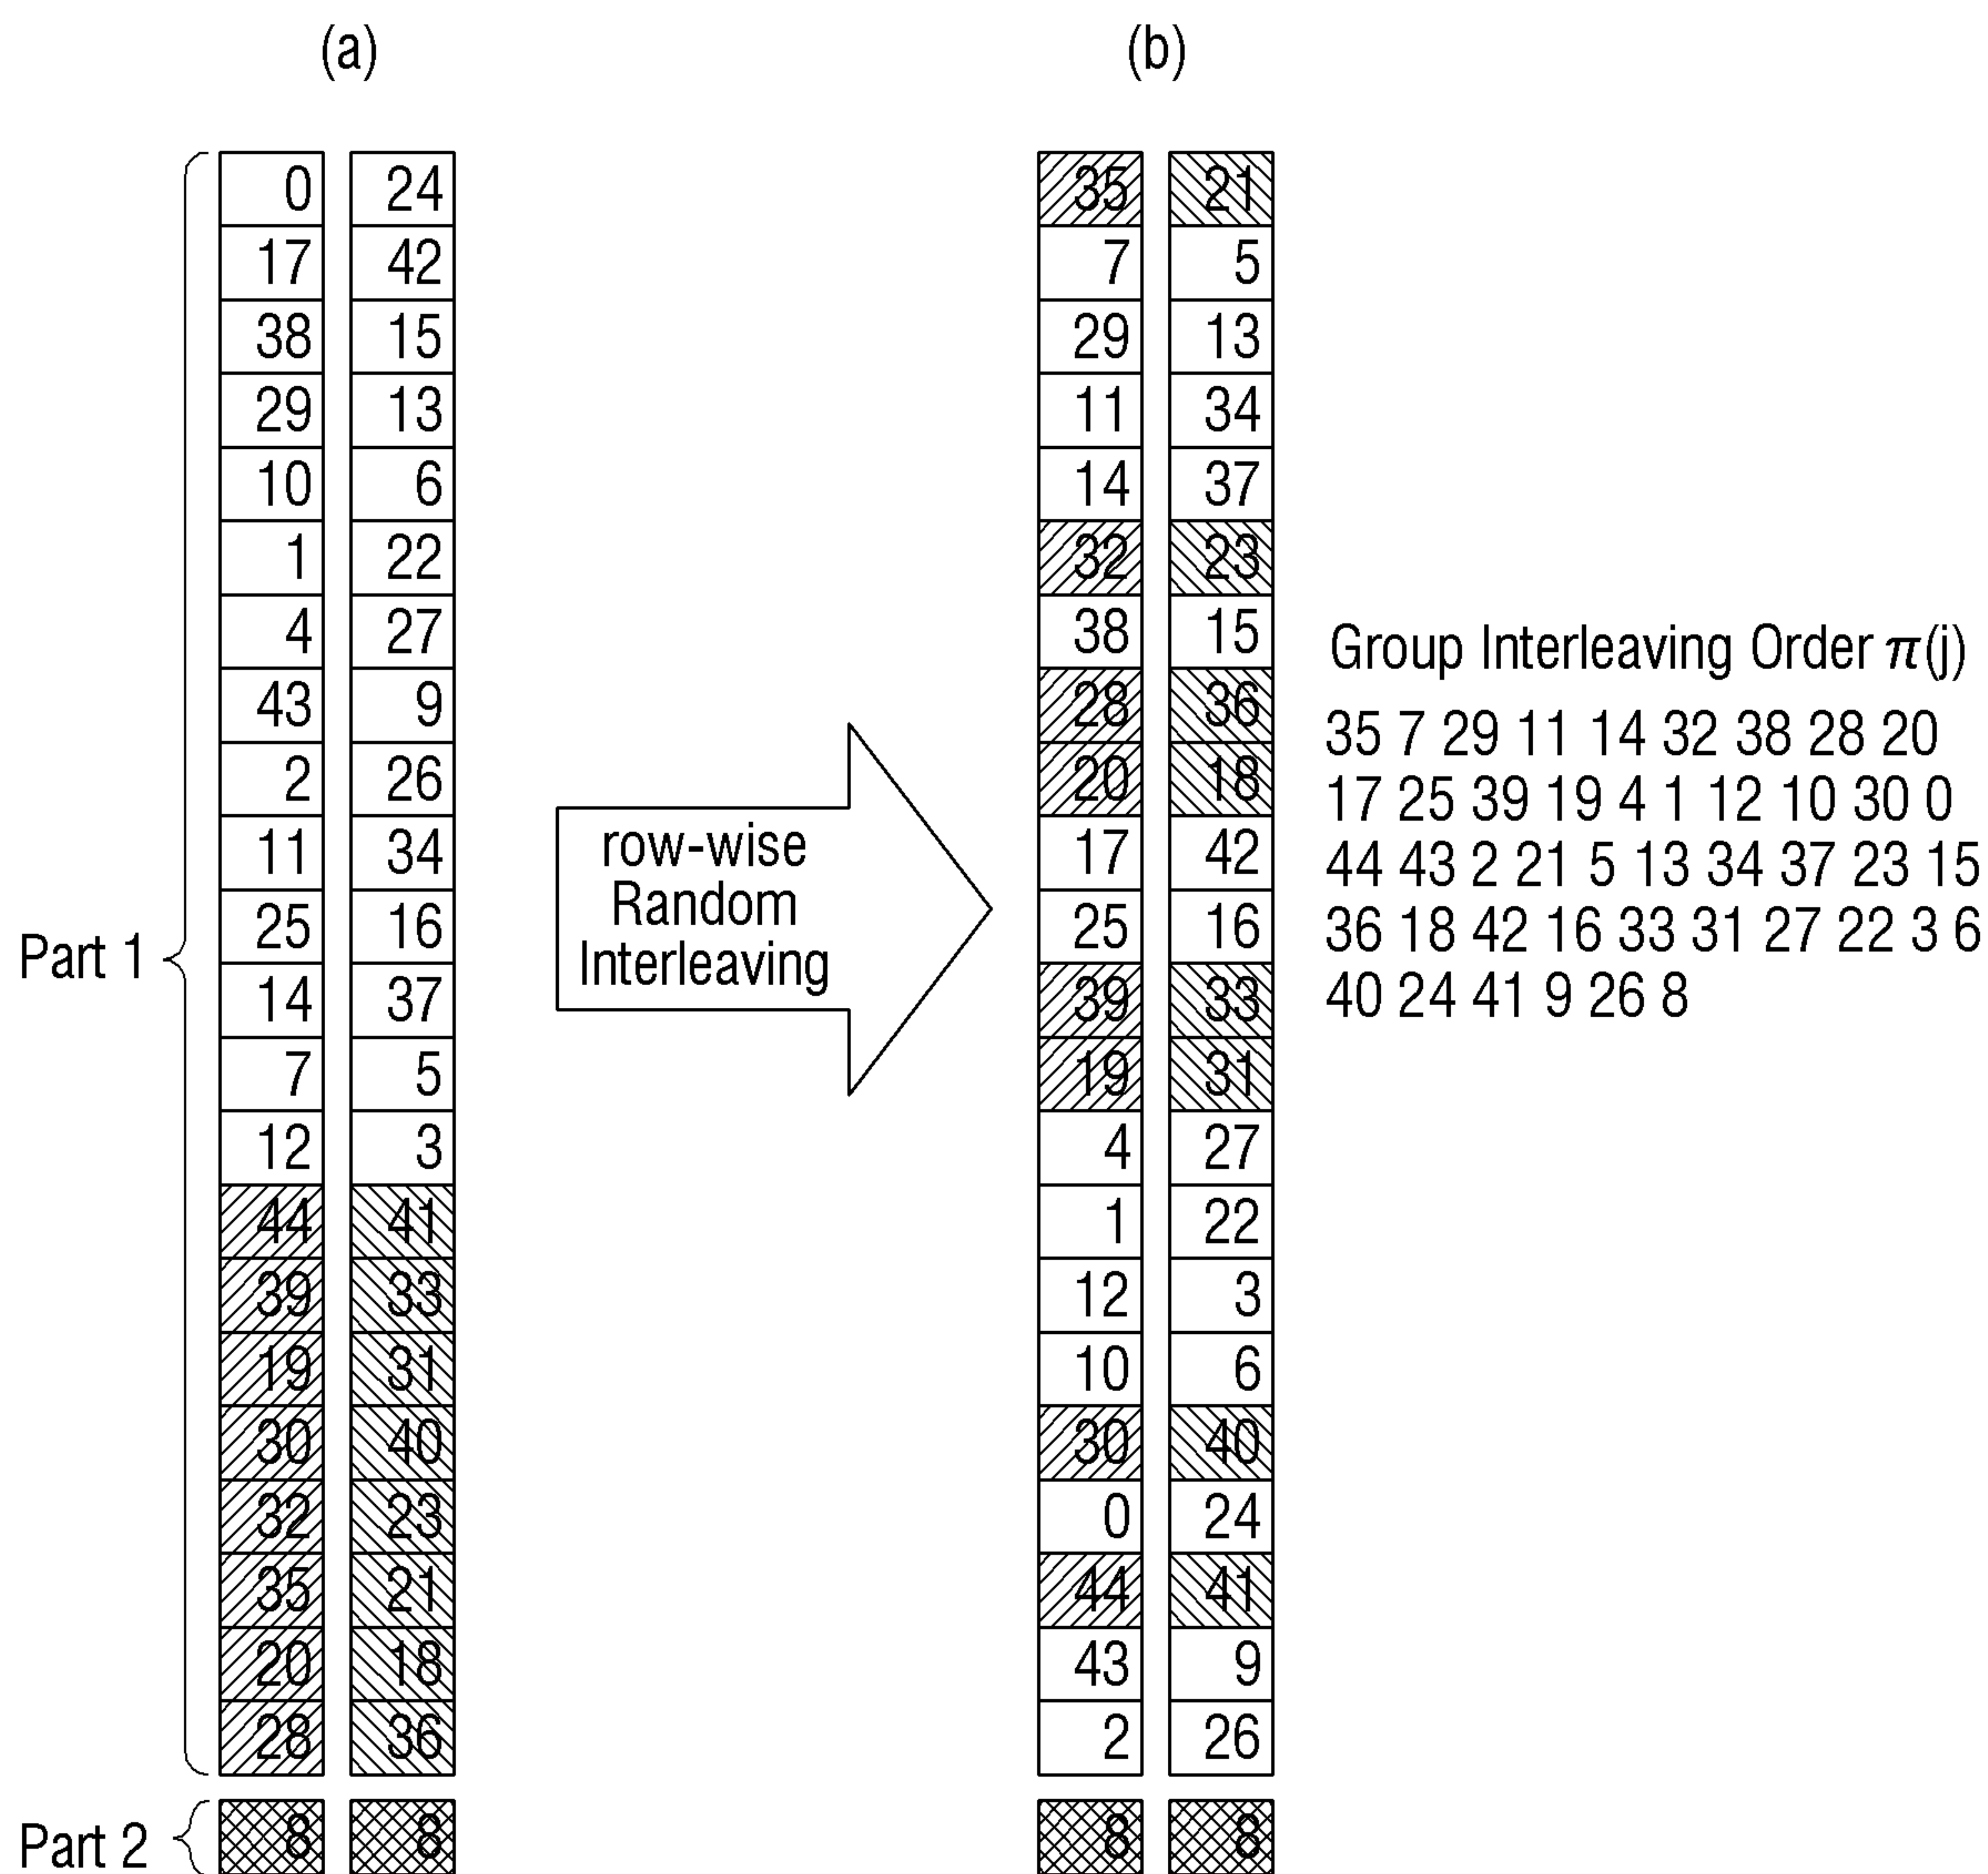 (a) (b)
0 24 35 21
17 42 7 5
38 15 29 13
29 13 11 34
10 6 14 37
1 22 32 23
4 27 38 15
43 9 28 36
2 26 20 18
11 34 17 42
25 16 25 16
14 37 39 33
7 5 19 31
12 3 4 27
44 41 1 22
39 33 12 3
19 31 10 6
30 40 30 40
32 23 0 24
35 21 44 41
20 18 43 9
28 36 2 26
8 8 8 8
Part 1
Part 2
row-wise
Random
Interleaving
Group Interleaving Order π(j)
35 7 29 11 14 32 38 28 20
17 25 39 19 4 1 12 10 30 0
44 43 2 21 5 13 34 37 23 15
36 18 42 16 33 31 27 22 3 6
40 24 41 9 26 8